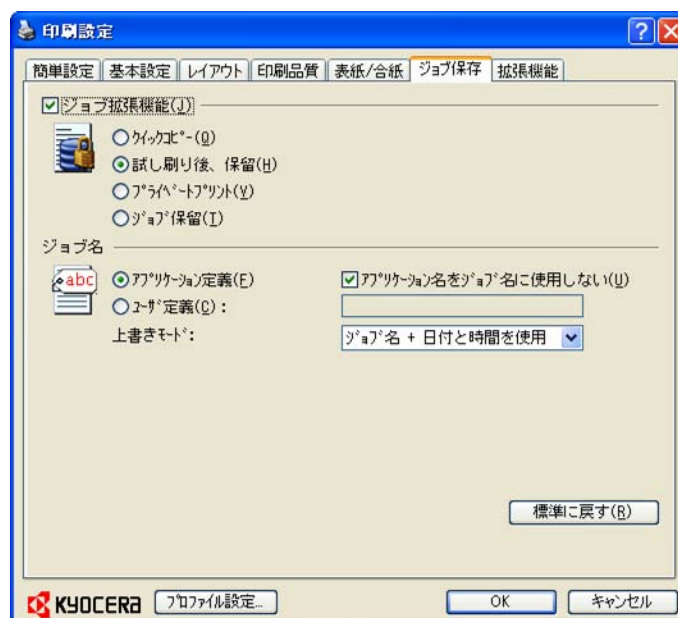 印刷設定
簡単設定 基本設定 レイアウト 印刷品質 表紙/合紙 ジョブ保存 拡張機能
ジョブ拡張機能(J)
クイックコピー(Q)
試し刷り後、保留(H)
プライベートプリント(Y)
ジョブ保留(T)
ジョブ名
abc
アプリケーション定義(F) アプリケーション名をジョブ名に使用しない(U)
ユーザ定義(C):
上書きモード: ジョブ名 + 日付と時間を使用
標準に戻す(R)
KYOCERA プロファイル設定... OK キャンセル